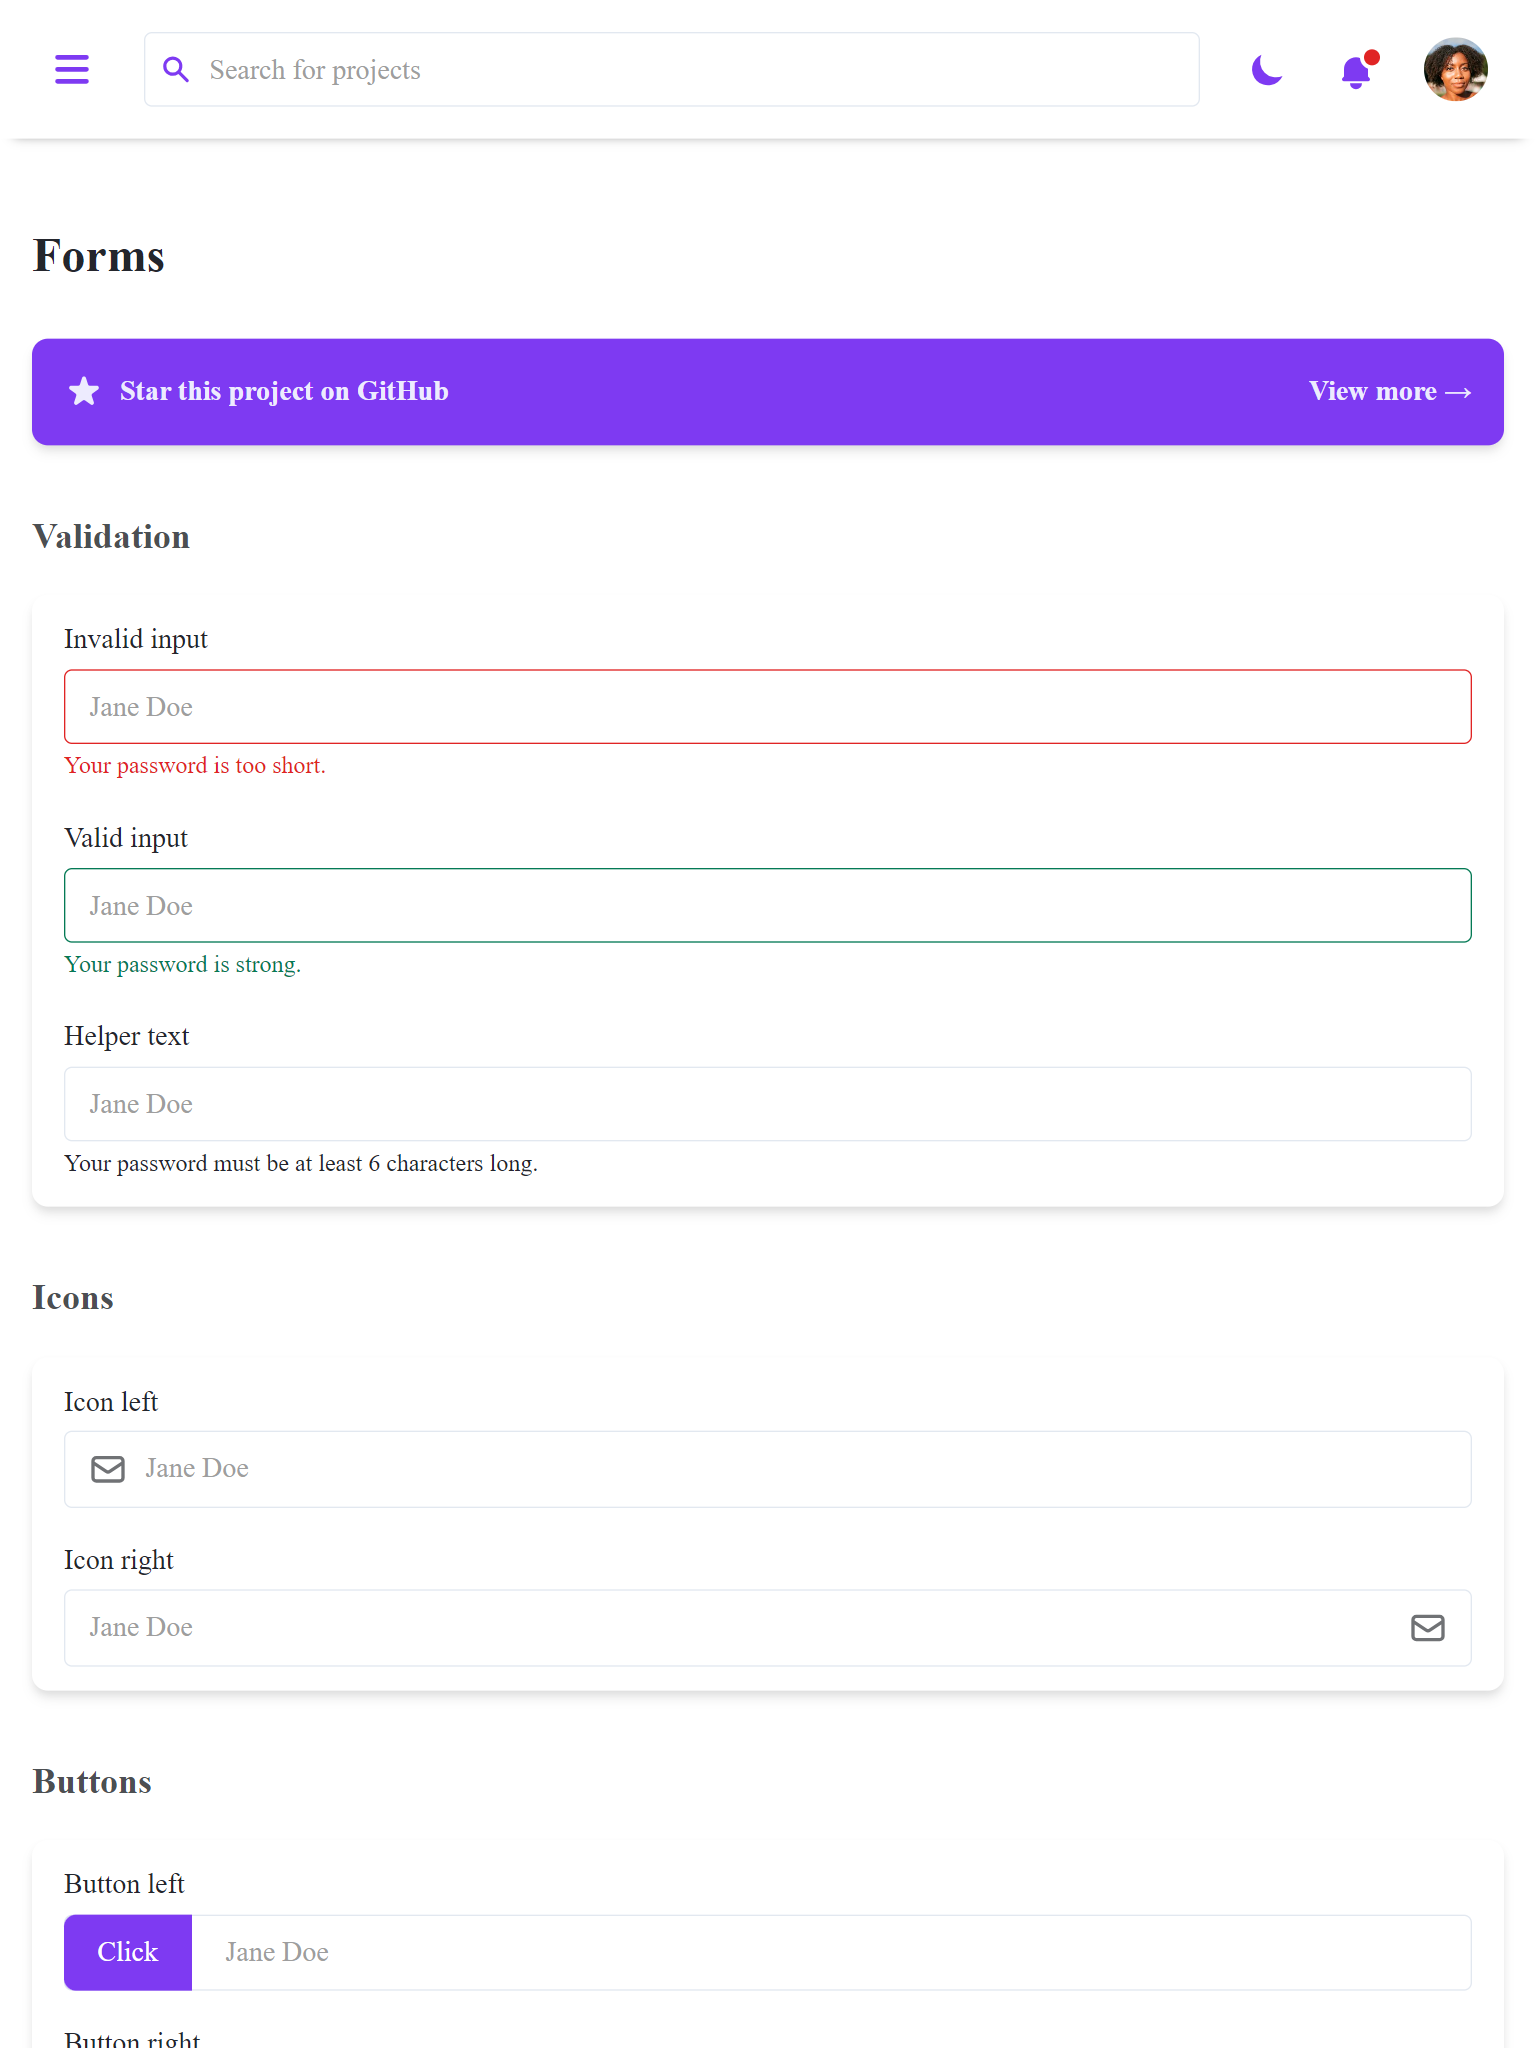 Search for projects
Forms
Star this project on GitHub
View more →
Validation
Invalid input
Jane Doe
Your password is too short.
Valid input
Jane Doe
Your password is strong.
Helper text
Jane Doe
Your password must be at least 6 characters long.
Icons
Icon left
Jane Doe
Icon right
Jane Doe
Buttons
Button left
Click
Jane Doe
Button right